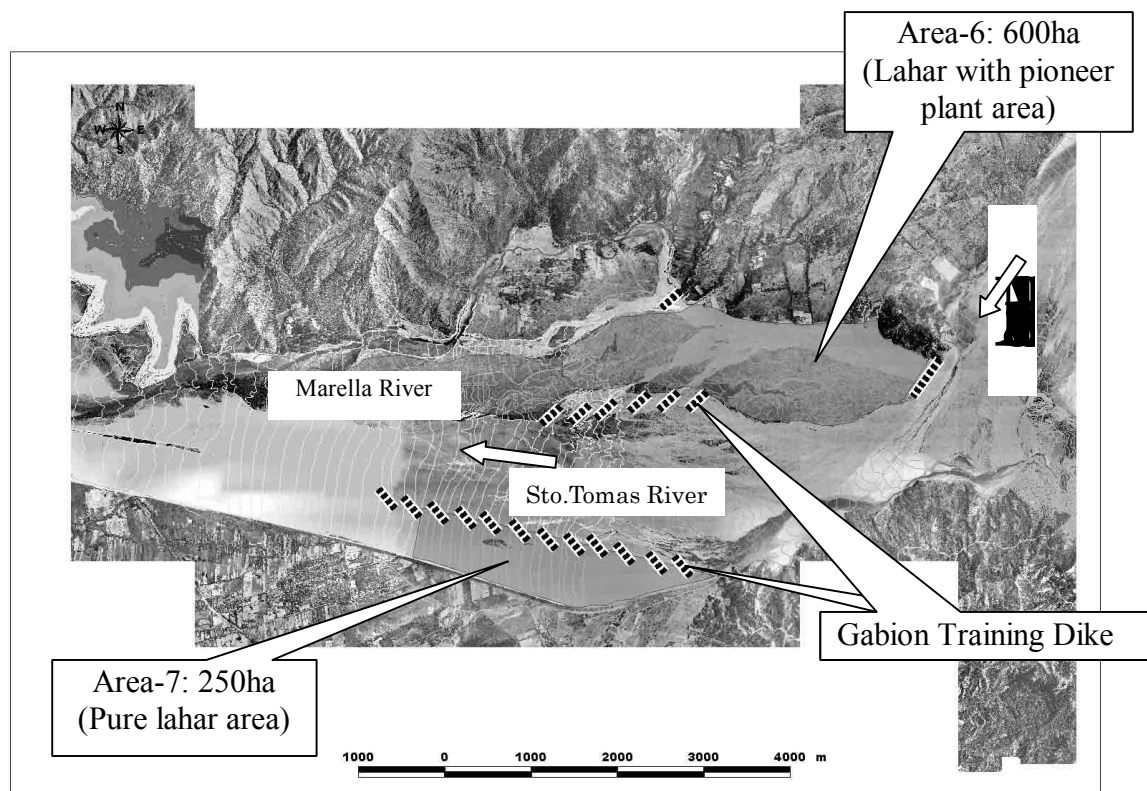 Area-6: 600ha
(Lahar with pioneer
plant area)
N
W E
S
Marella River
Sto.Tomas River
Gabion Training Dike
Area-7: 250ha
(Pure lahar area)
1000 0 1000 2000 3000 4000 m